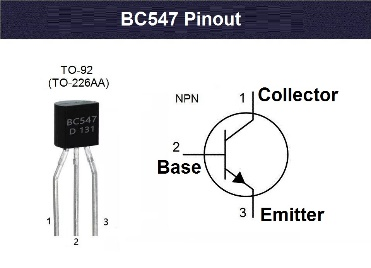 BC547 Pinout
TO-92
(TO-226AA)
BC547
D 131
1
2
3
NPN
1 Collector
2
Base
3
Emitter